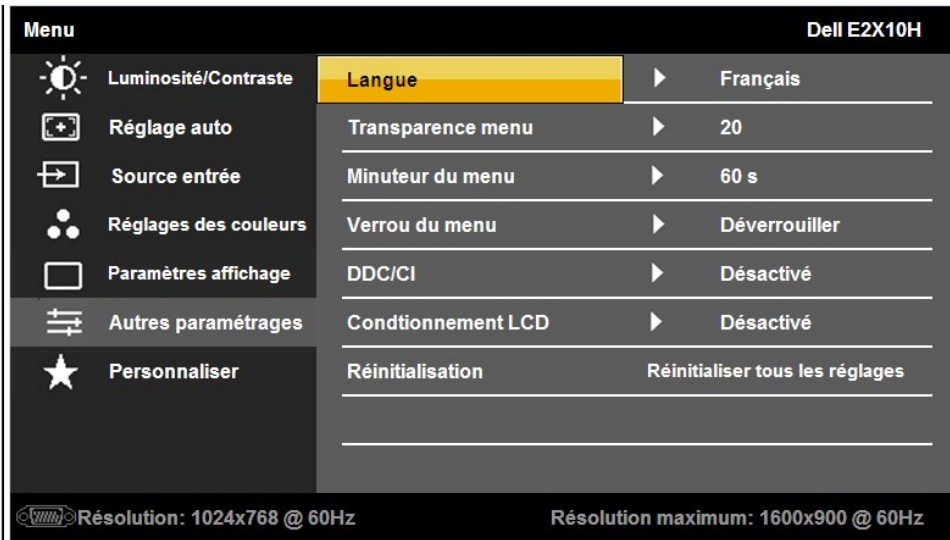 Menu Dell E2X10H
Luminosité/Contraste Langue Français
Réglage auto Transparence menu 20
Source entrée Minuteur du menu 60 s
Réglages des couleurs Verrou du menu Déverrouiller
Paramètres affichage DDC/CI Désactivé
Autres paramétrages Condtionnement LCD Désactivé
Personnaliser Réinitialisation Réinitialiser tous les réglages
Résolution: 1024x768 @ 60Hz Résolution maximum: 1600x900 @ 60Hz